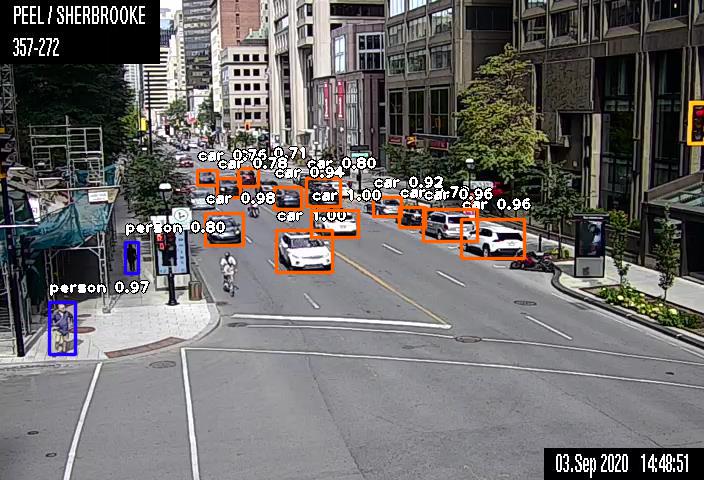 PEEL / SHERBROOKE
357-272
car 0.76
0.71
car 0.78
car 0.80
car 0.94
car 1.00
car 0.92
car 0.96
car 0.98
car 1.00
car 0.96
person 0.80
person 0.97
03.Sep 2020 14:48:51